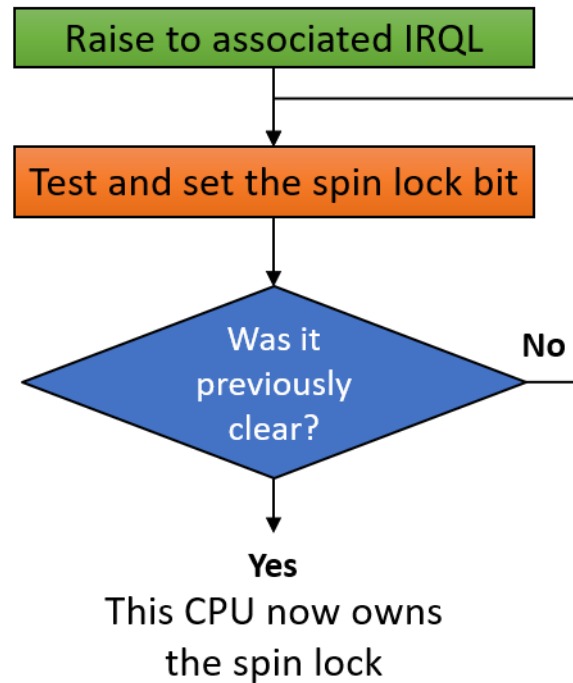 Raise to associated IRQL
Test and set the spin lock bit
Was it
previously
clear?
No
Yes
This CPU now owns
the spin lock